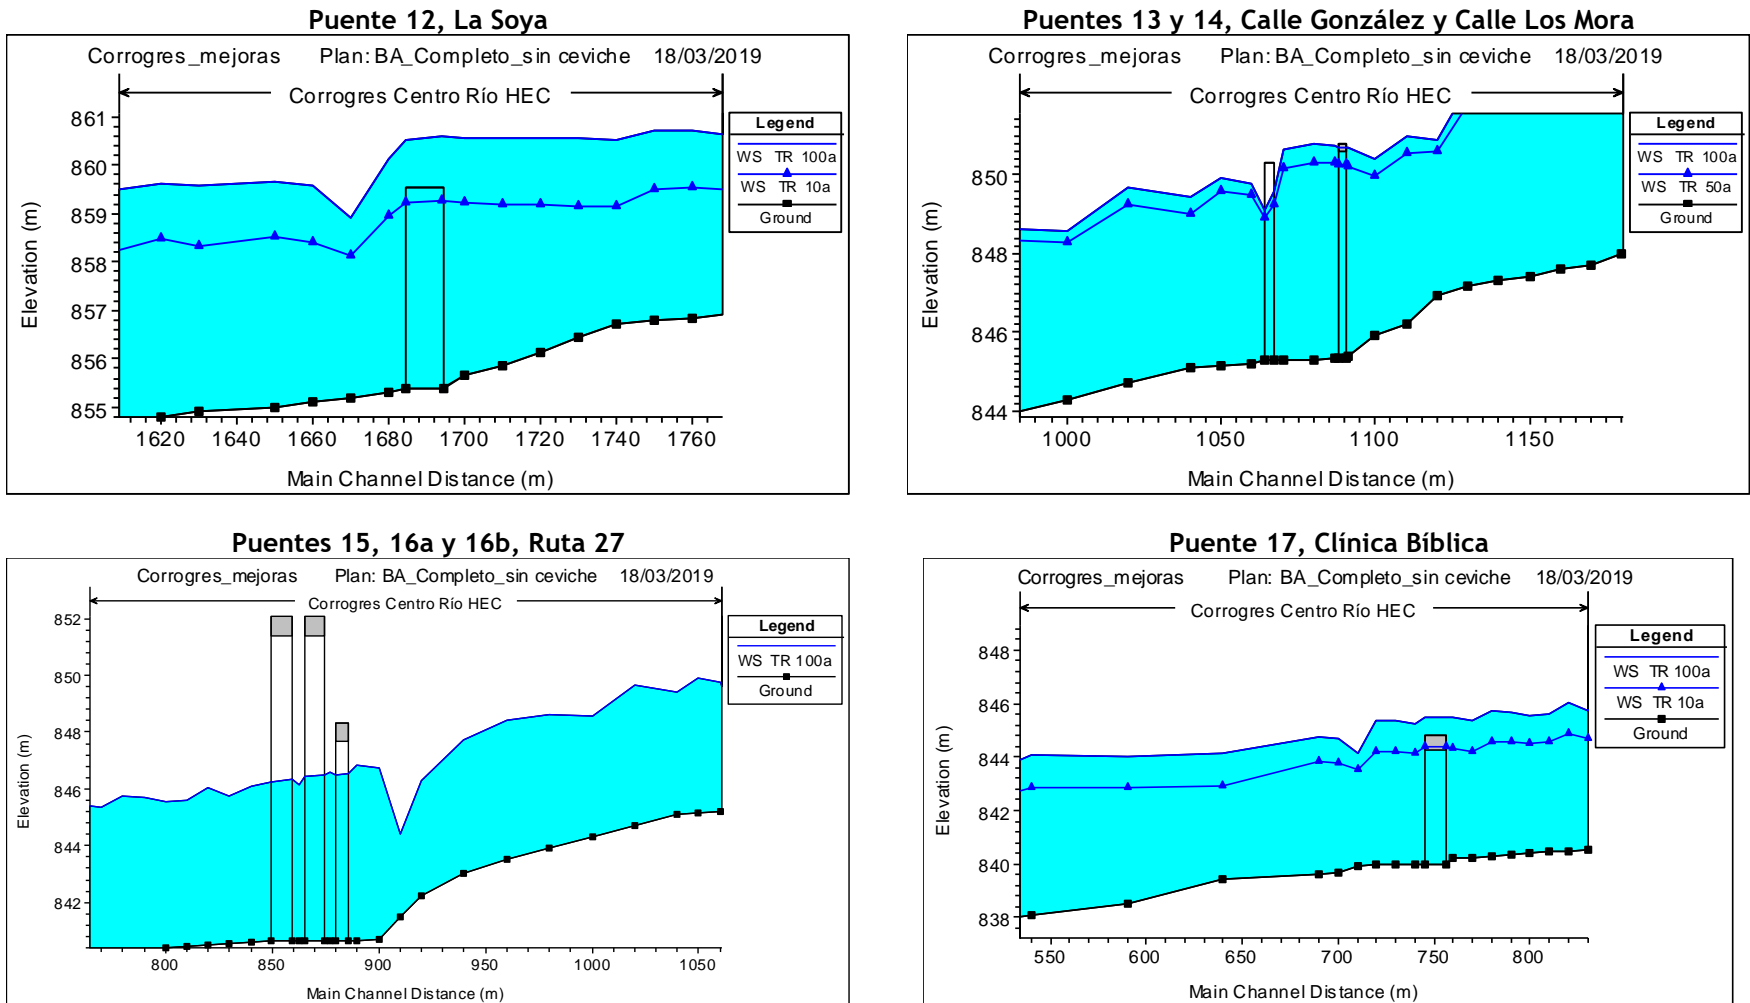 Puente 12, La Soya
Corrogres_mejoras Plan: BA_Completo_sin ceviche 18/03/2019
Corrogres Centro Río HEC
861
860
859
858
857
856
855
Elevation (m)
1620 1640 1660 1680 1700 1720 1740 1760
Main Channel Distance (m)
Legend
WS TR 100a
WS TR 10a
Ground
Puentes 13 y 14, Calle González y Calle Los Mora
Corrogres_mejoras Plan: BA_Completo_sin ceviche 18/03/2019
Corrogres Centro Río HEC
850
848
846
844
Elevation (m)
1000 1050 1100 1150
Main Channel Distance (m)
Legend
WS TR 100a
WS TR 50a
Ground
Puentes 15, 16a y 16b, Ruta 27
Corrogres_mejoras Plan: BA_Completo_sin ceviche 18/03/2019
Corrogres Centro Río HEC
852
850
848
846
844
842
Elevation (m)
800 850 900 950 1000 1050
Main Channel Distance (m)
Legend
WS TR 100a
Ground
Puente 17, Clínica Bíblica
Corrogres_mejoras Plan: BA_Completo_sin ceviche 18/03/2019
Corrogres Centro Río HEC
848
846
844
842
840
838
Elevation (m)
550 600 650 700 750 800
Main Channel Distance (m)
Legend
WS TR 100a
WS TR 10a
Ground